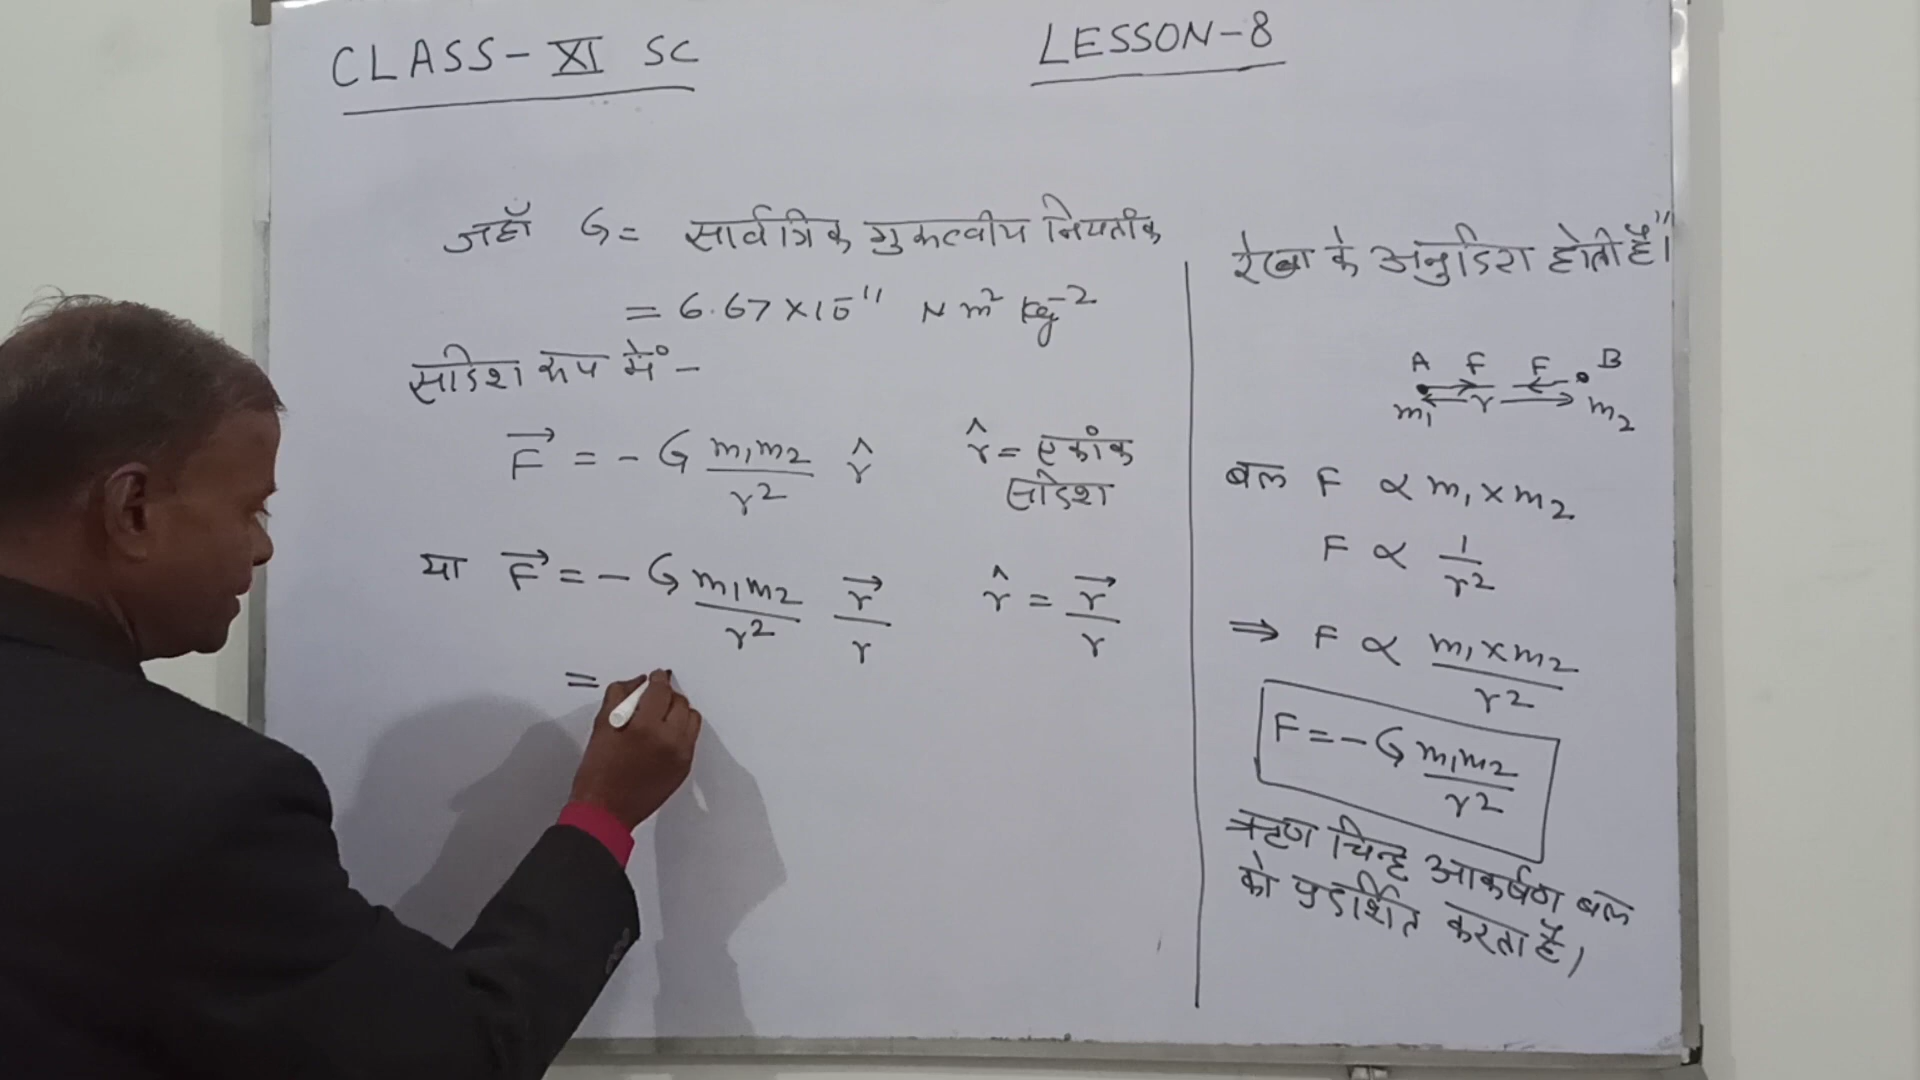 CLASS-XI SC
LESSON-8
जहाँ G = सार्वत्रिक गुरुत्वीय नियतांक
= 6.67 × 10⁻¹¹ N m² kg⁻²
सदिश रूप में –
F⃗ = - G m₁m₂/r² r̂
r̂ = एकांक
सदिश
या F⃗ = - G m₁m₂/r² r⃗/r
r̂ = r⃗/r
=
रेखा के अनुदिश होती है।"
A F F B
m₁ r m₂
बल F ∝ m₁ × m₂
F ∝ 1/r²
⇒ F ∝ m₁ × m₂/r²
F = - G m₁m₂/r²
ऋण चिन्ह आकर्षण बल
को प्रदर्शित करता है।